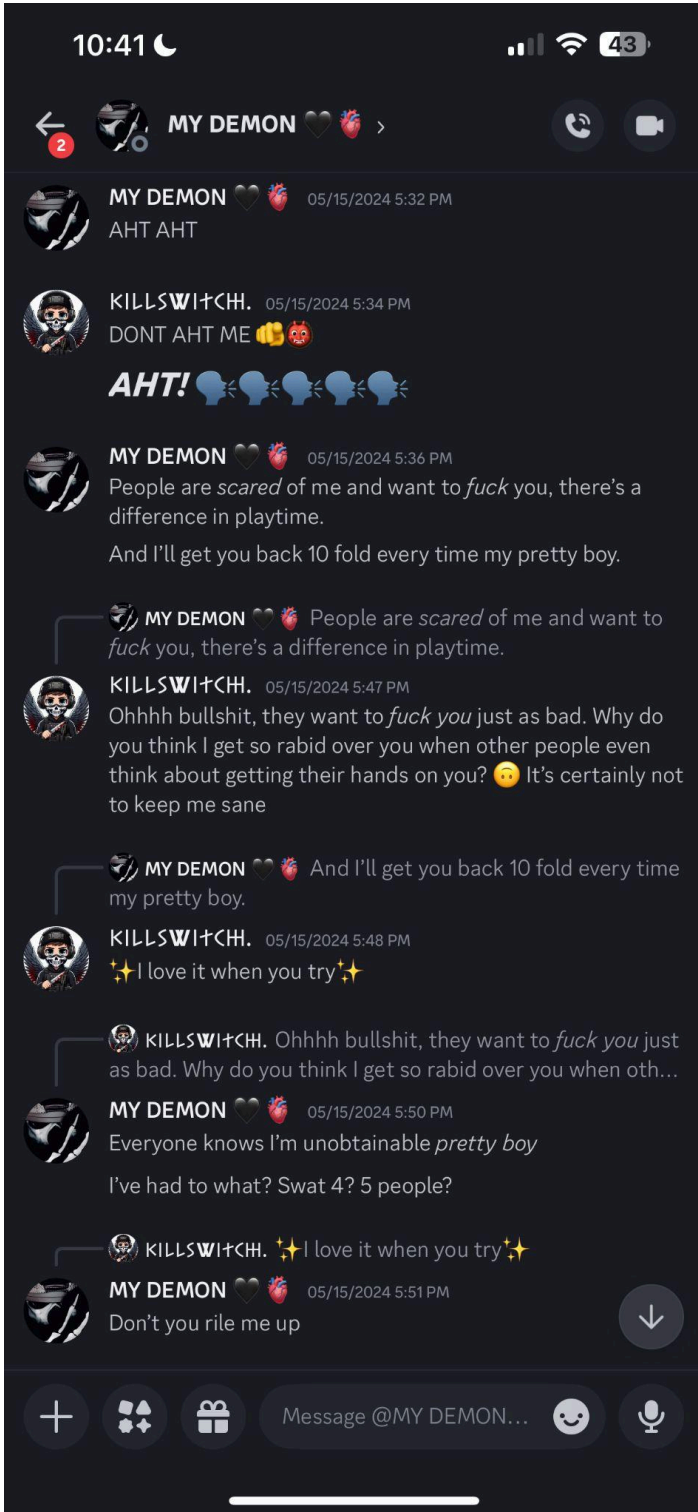 10:41
43
2
MY DEMON 🖤 🫀 ›
MY DEMON 🖤 🫀 05/15/2024 5:32 PM
AHT AHT
KILLSWITCH. 05/15/2024 5:34 PM
DONT AHT ME 🫵👹
AHT! 🗣️🗣️🗣️🗣️🗣️
MY DEMON 🖤 🫀 05/15/2024 5:36 PM
People are scared of me and want to fuck you, there's a
difference in playtime.
And I'll get you back 10 fold every time my pretty boy.
MY DEMON 🖤 🫀 People are scared of me and want to
fuck you, there's a difference in playtime.
KILLSWITCH. 05/15/2024 5:47 PM
Ohhhh bullshit, they want to fuck you just as bad. Why do
you think I get so rabid over you when other people even
think about getting their hands on you? 🙃 It's certainly not
to keep me sane
MY DEMON 🖤 🫀 And I'll get you back 10 fold every time
my pretty boy.
KILLSWITCH. 05/15/2024 5:48 PM
✨I love it when you try✨
KILLSWITCH. Ohhhh bullshit, they want to fuck you just
as bad. Why do you think I get so rabid over you when oth...
MY DEMON 🖤 🫀 05/15/2024 5:50 PM
Everyone knows I'm unobtainable pretty boy
I've had to what? Swat 4? 5 people?
KILLSWITCH. ✨I love it when you try✨
MY DEMON 🖤 🫀 05/15/2024 5:51 PM
Don't you rile me up
Message @MY DEMON...